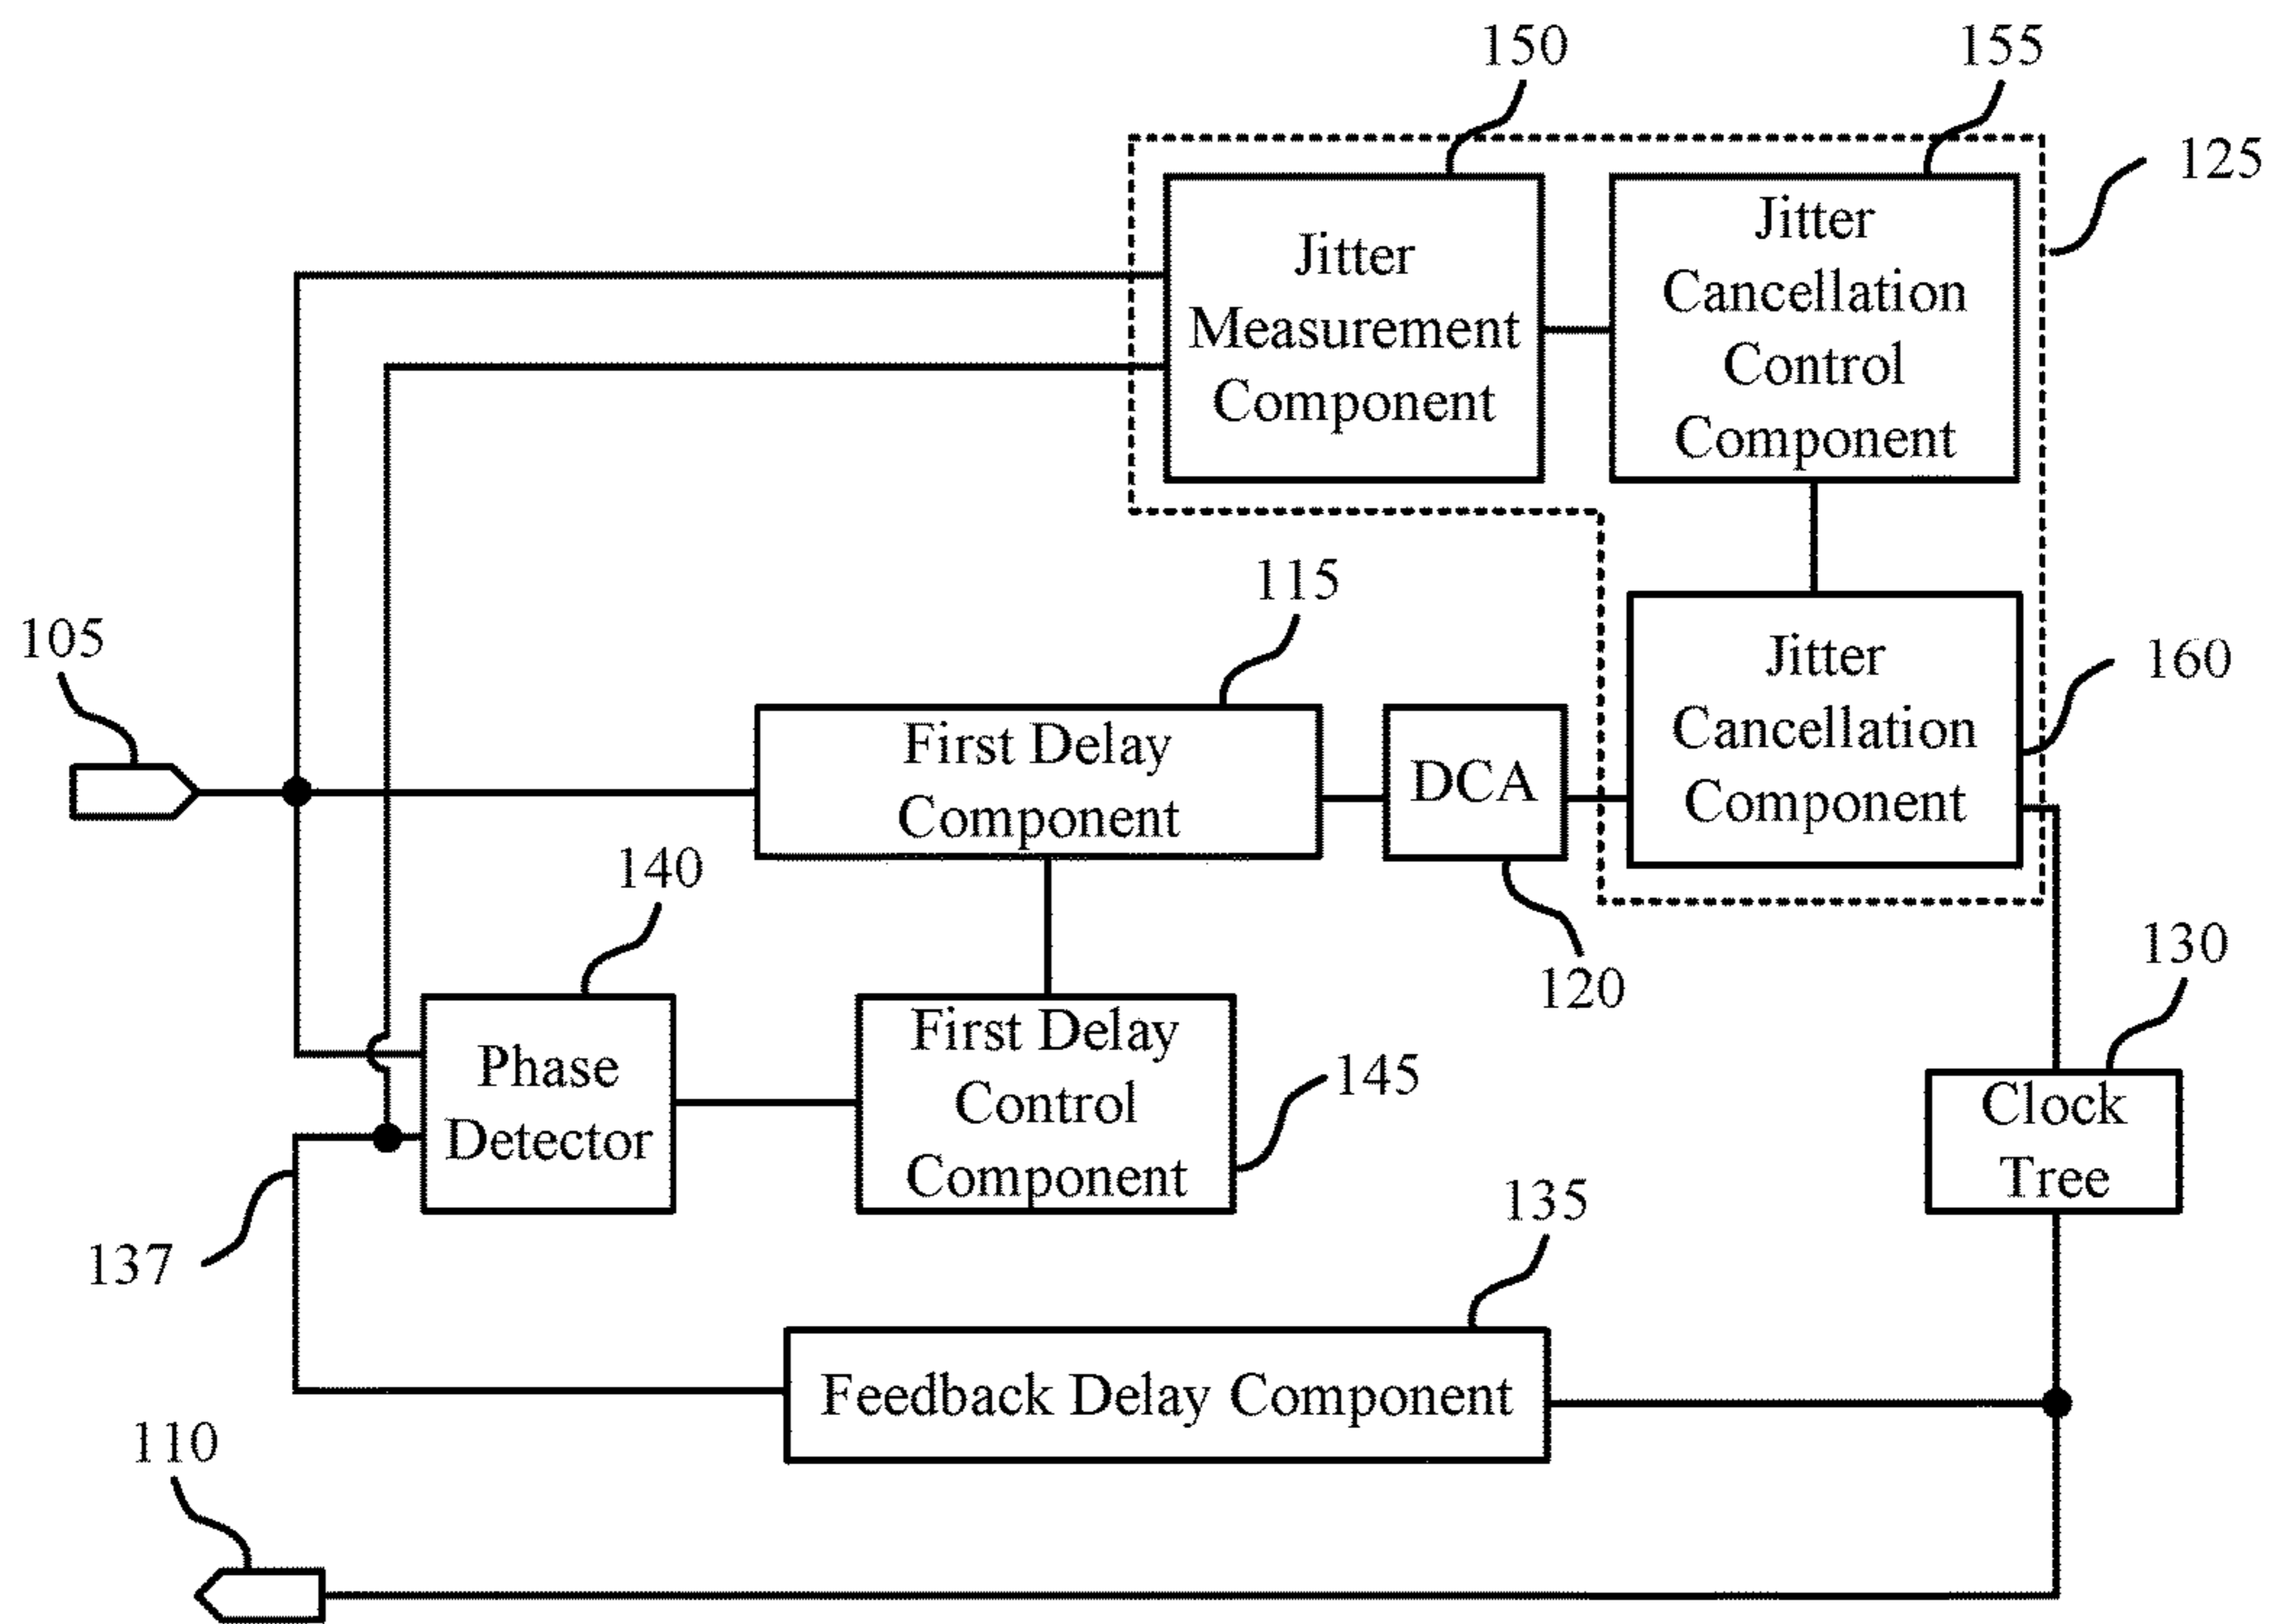 150
155
125
Jitter
Measurement
Component
Jitter
Cancellation
Control
Component
115
105
160
First Delay
Component
DCA
Jitter
Cancellation
Component
140
120
130
Phase
Detector
First Delay
Control
Component
145
Clock
Tree
137
135
Feedback Delay Component
110